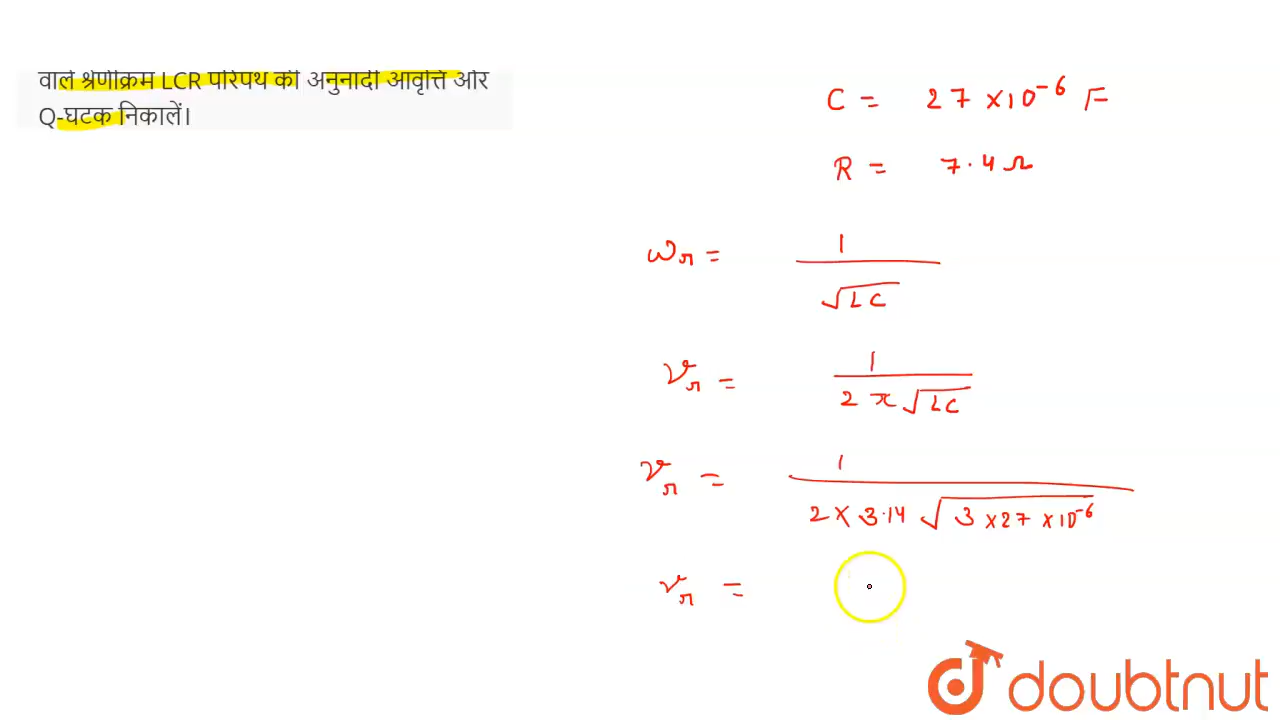 वाले श्रेणीक्रम LCR परिपथ की अनुनादी आवृत्ति और
Q-घटक निकालें।
C = 27 × 10⁻⁶ F
R = 7.4 Ω
ωr = 1 / √LC
νr = 1 / 2π√LC
νr = 1 / 2 × 3.14 √3 × 27 × 10⁻⁶
νr =
doubtnut